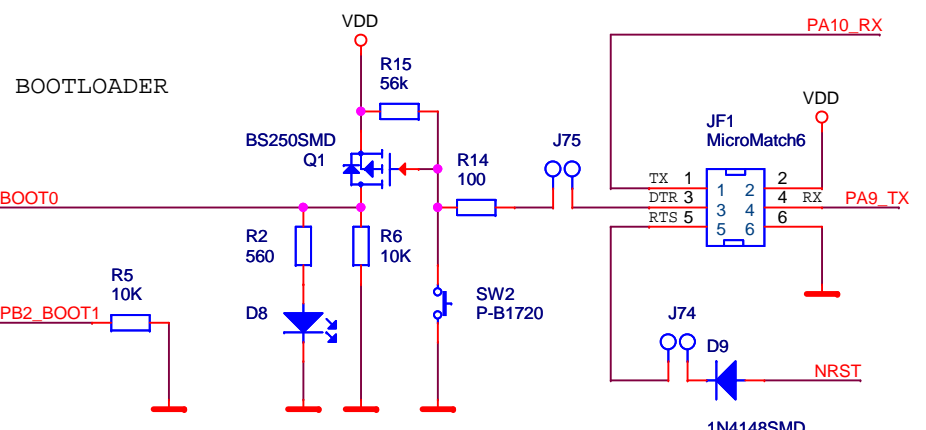 PA10_RX
VDD
R15
56k
BOOTLOADER
VDD
JF1
MicroMatch6
BS250SMD
Q1
R14
100
J75
TX 1 1 2 2
BOOT0
DTR 3 3 4 4 RX PA9_TX
RTS 5 5 6 6
R2
560
R6
10K
R5
10K
SW2
P-B1720
PB2_BOOT1
D8
J74
D9
NRST
1N4148SMD